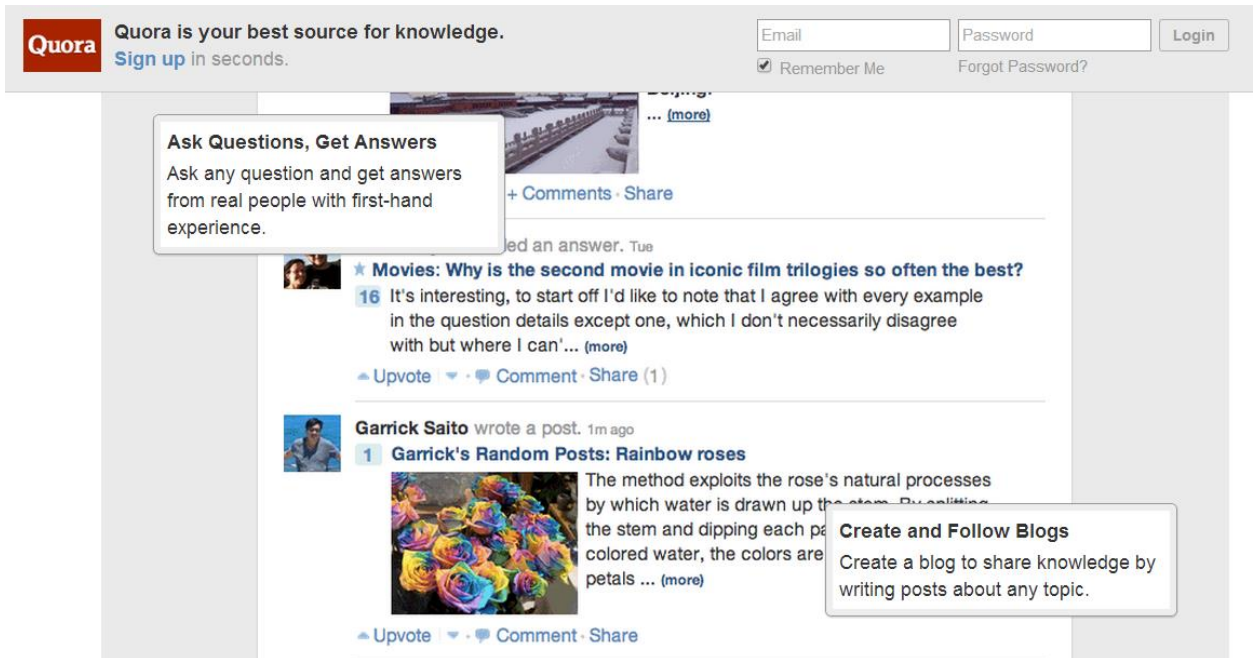 Quora
Quora is your best source for knowledge.
Sign up in seconds.
Email
Password
Login
Remember Me
Forgot Password?
Beijing?
... (more)
Ask Questions, Get Answers
Ask any question and get answers
from real people with first-hand
experience.
+ Comments · Share
an answer. Tue
Movies: Why is the second movie in iconic film trilogies so often the best?
16 It's interesting, to start off I'd like to note that I agree with every example
in the question details except one, which I don't necessarily disagree
with but where I can'... (more)
Upvote · Comment · Share (1)
Garrick Saito wrote a post. 1m ago
1 Garrick's Random Posts: Rainbow roses
The method exploits the rose's natural processes
by which water is drawn up the stem. By splitting
the stem and dipping each
colored water, the colors are
petals ... (more)
Create and Follow Blogs
Create a blog to share knowledge by
writing posts about any topic.
Upvote · Comment · Share